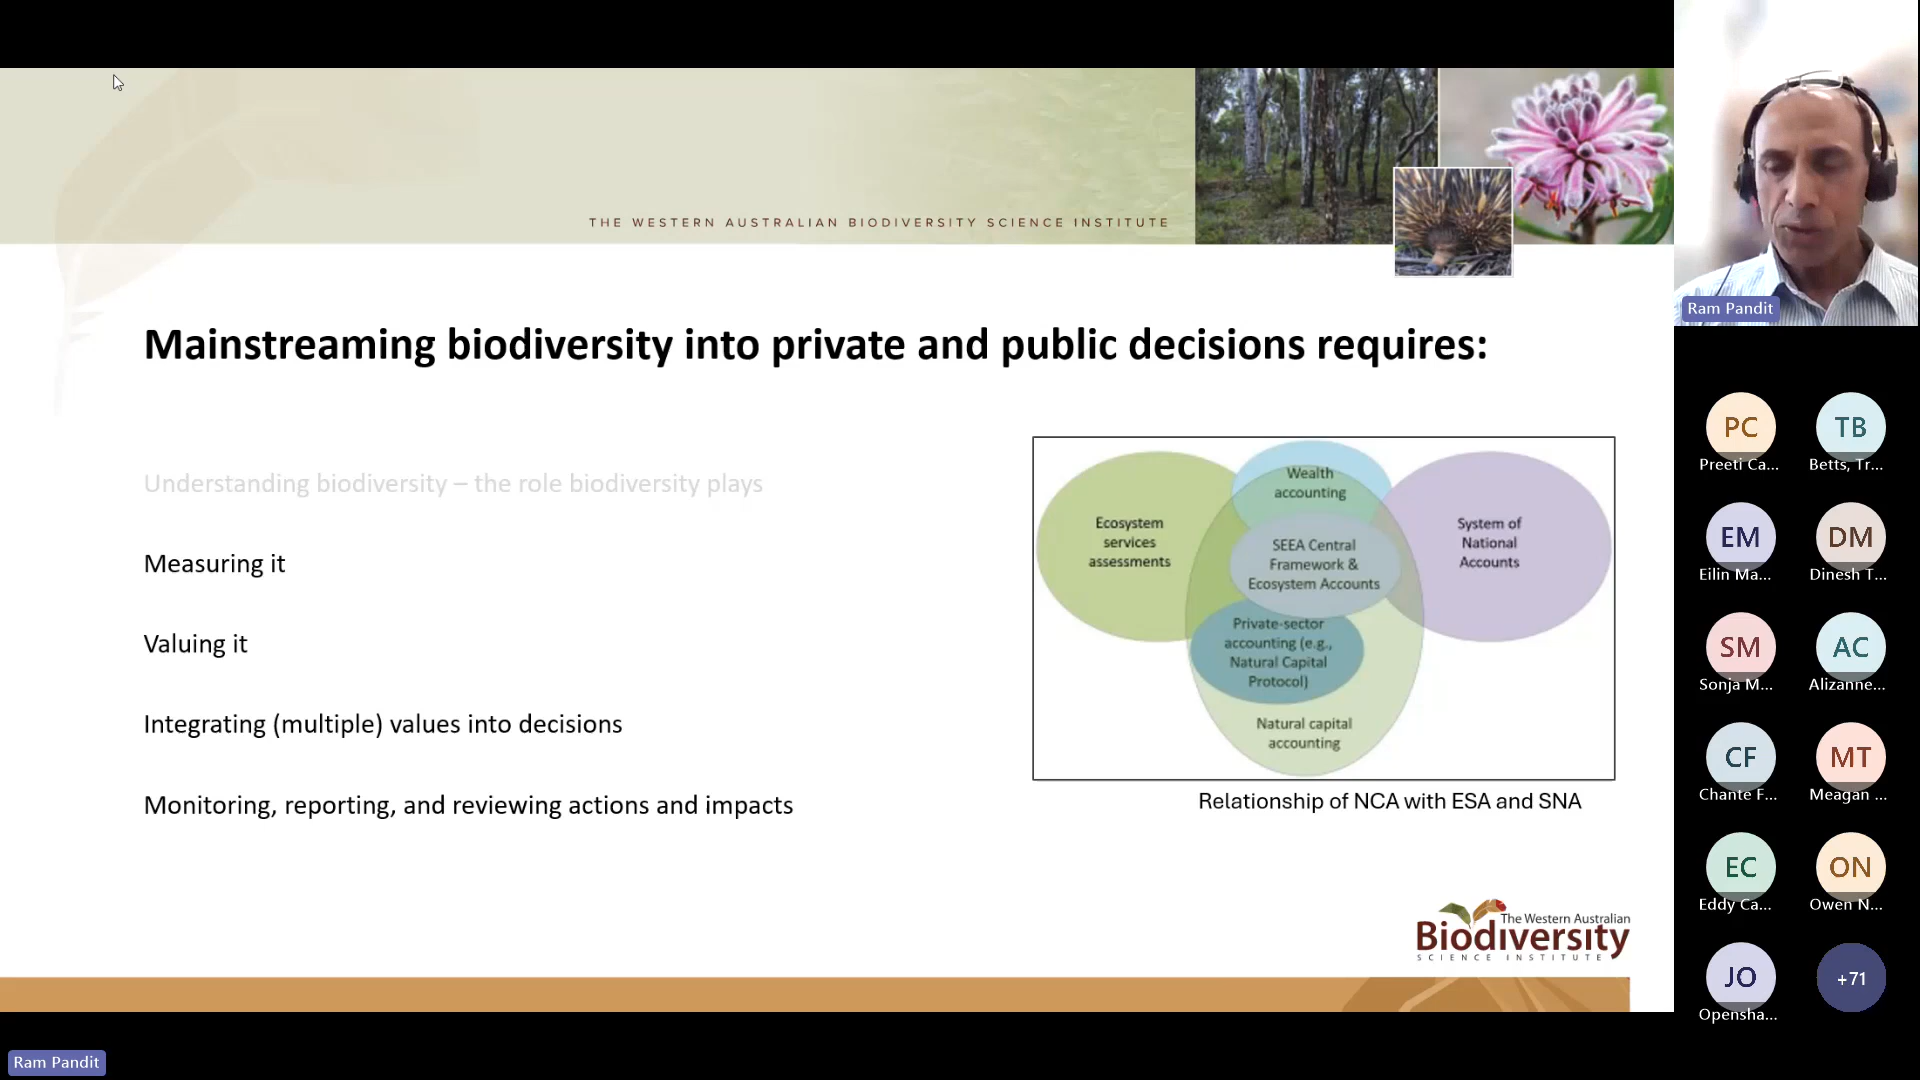 THE WESTERN AUSTRALIAN BIODIVERSITY SCIENCE INSTITUTE
Mainstreaming biodiversity into private and public decisions requires:
Understanding biodiversity – the role biodiversity plays
Measuring it
Valuing it
Integrating (multiple) values into decisions
Monitoring, reporting, and reviewing actions and impacts
Wealth
accounting
Ecosystem
services
assessments
System of
National
Accounts
SEEA Central
Framework &
Ecosystem Accounts
Private-sector
accounting (e.g.,
Natural Capital
Protocol)
Natural capital
accounting
Relationship of NCA with ESA and SNA
The Western Australian
Biodiversity
SCIENCE INSTITUTE
Ram Pandit
PC
Preeti Ca...
TB
Betts, Tr...
EM
Eilin Ma...
DM
Dinesh T...
SM
Sonja M...
AC
Alizanne...
CF
Chante F...
MT
Meagan ...
EC
Eddy Ca...
ON
Owen N...
JO
Opensha...
+71
Ram Pandit